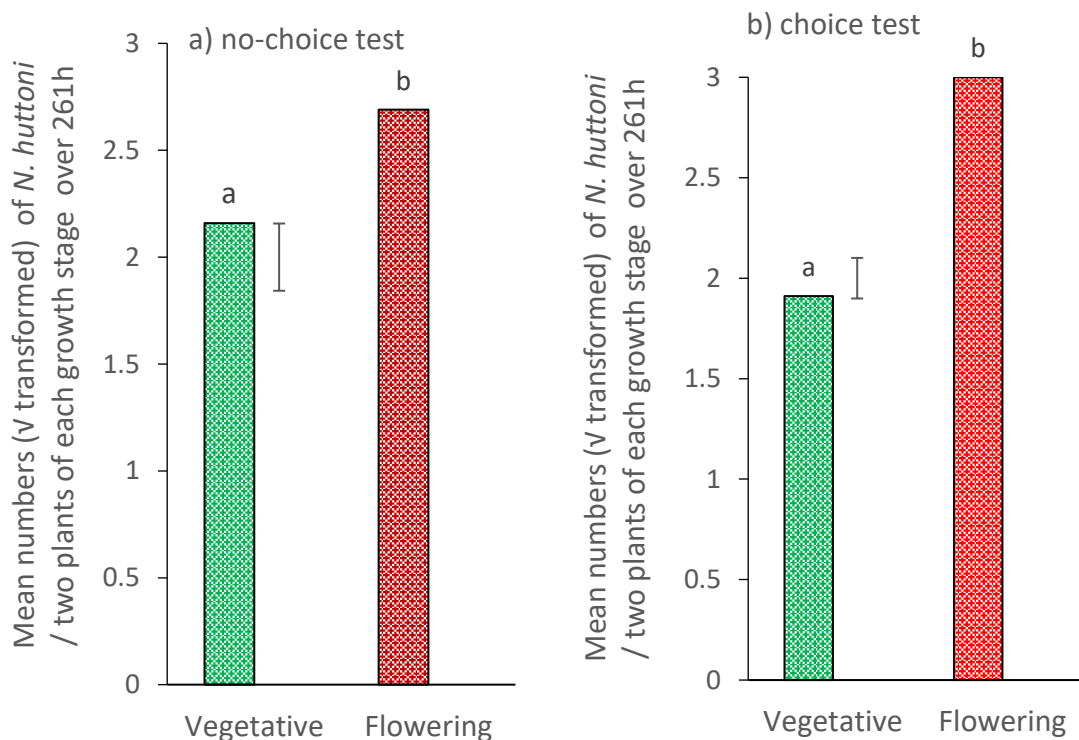 a) no-choice test
Mean numbers (√ transformed) of N. huttoni
/ two plants of each growth stage over 261h
3
2.5
2
1.5
1
0.5
0
a
b
Vegetative
Flowering
b) choice test
Mean numbers (√ transformed) of N. huttoni
/ two plants of each growth stage over 261h
3
2.5
2
1.5
1
0.5
0
a
b
Vegetative
Flowering